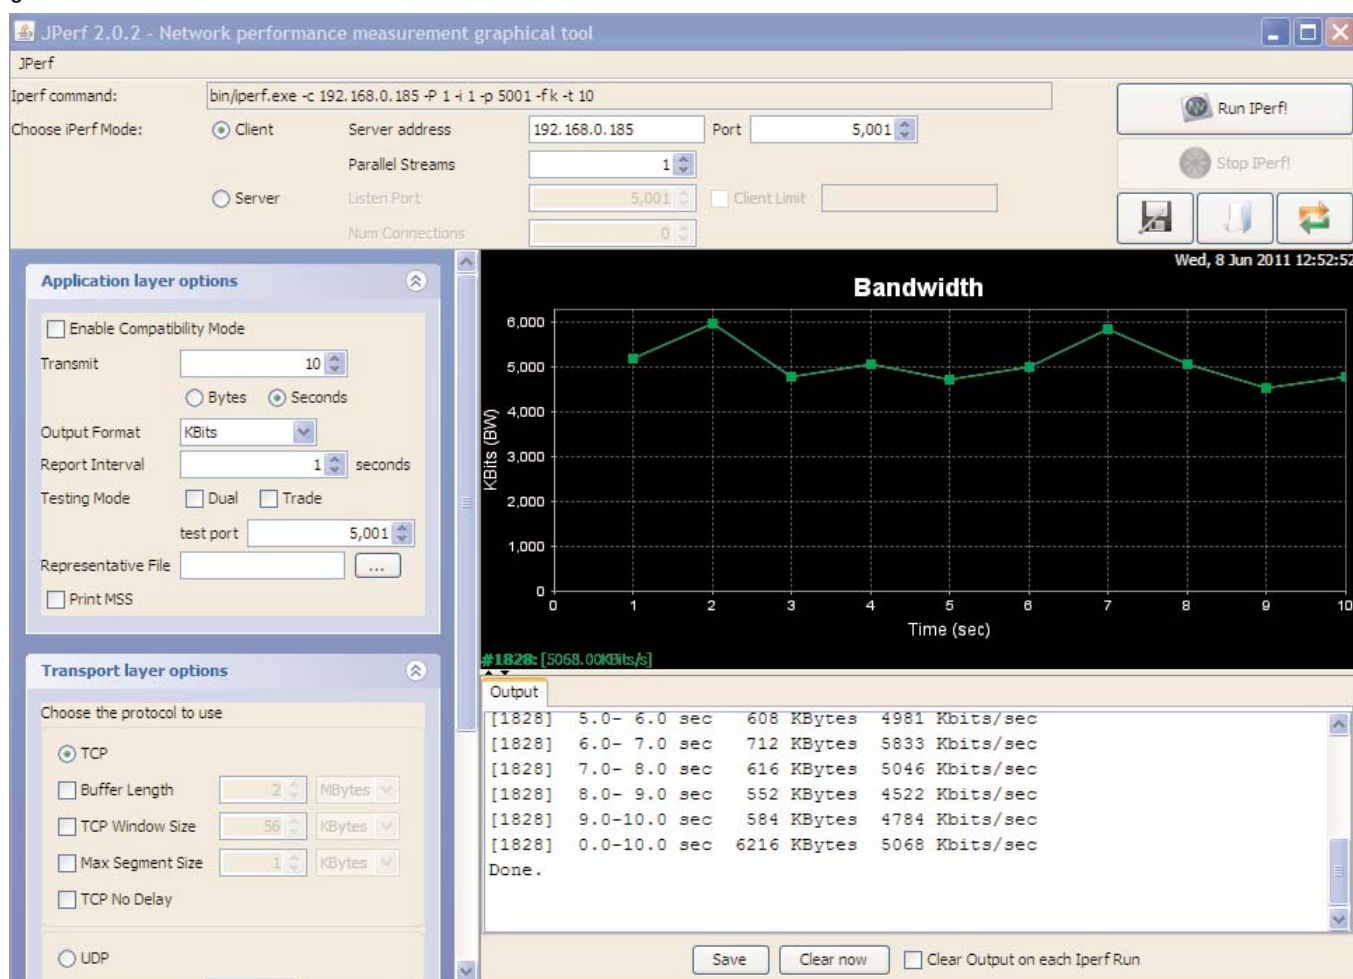 JPerf 2.0.2 - Network performance measurement graphical tool
JPerf
Iperf command: bin/iperf.exe -c 192.168.0.185 -P 1 -i 1 -p 5001 -f k -t 10
Choose iPerf Mode: Client Server address 192.168.0.185 Port 5,001
Parallel Streams 1
Server Listen Port 5,001 Client Limit
Num Connections 0
Run IPerf!
Stop IPerf!
Application layer options
Enable Compatibility Mode
Transmit 10
Bytes Seconds
Output Format KBits
Report Interval 1 seconds
Testing Mode Dual Trade
test port 5,001
Representative File ...
Print MSS
Transport layer options
Choose the protocol to use
TCP
Buffer Length 2 MBytes
TCP Window Size 56 KBytes
Max Segment Size 1 KBytes
TCP No Delay
UDP
Wed, 8 Jun 2011 12:52:52
Bandwidth
KBits (BW)
6,000
5,000
4,000
3,000
2,000
1,000
0
0 1 2 3 4 5 6 7 8 9 10
Time (sec)
#1828: [5068.00KBits/s]
Output
[1828] 5.0- 6.0 sec 608 KBytes 4981 Kbits/sec
[1828] 6.0- 7.0 sec 712 KBytes 5833 Kbits/sec
[1828] 7.0- 8.0 sec 616 KBytes 5046 Kbits/sec
[1828] 8.0- 9.0 sec 552 KBytes 4522 Kbits/sec
[1828] 9.0-10.0 sec 584 KBytes 4784 Kbits/sec
[1828] 0.0-10.0 sec 6216 KBytes 5068 Kbits/sec
Done.
Save Clear now Clear Output on each Iperf Run